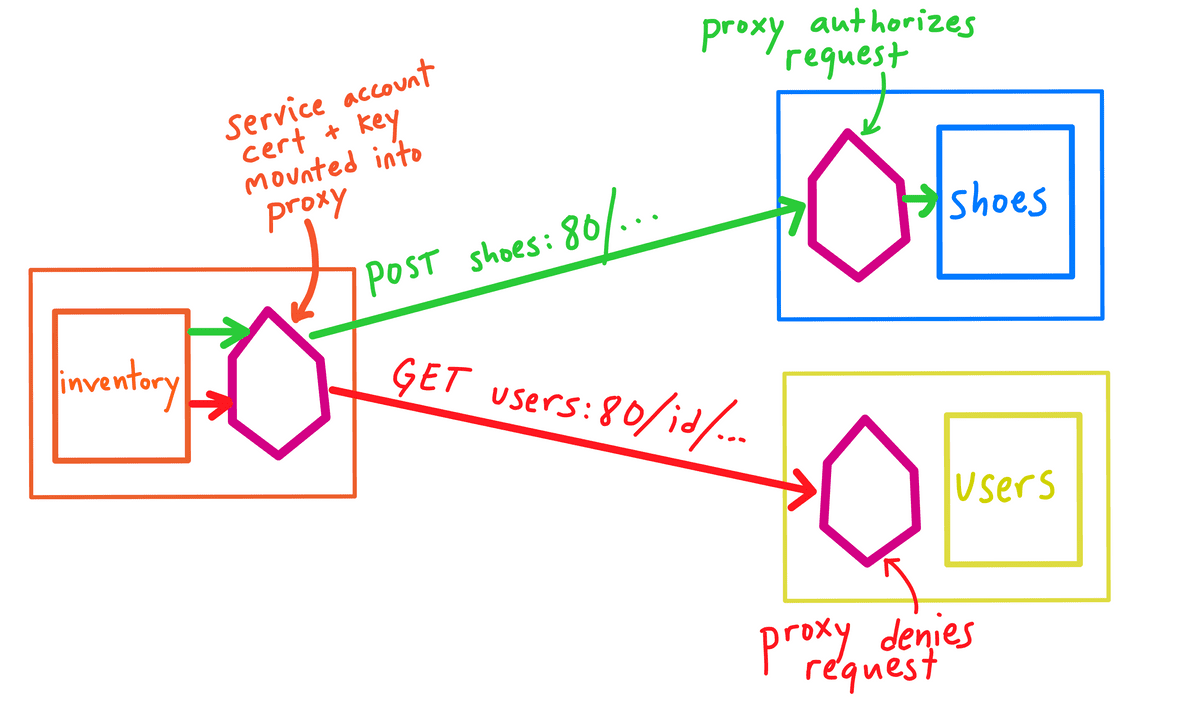 proxy authorizes
request
service account
cert + key
mounted into
proxy
POST shoes:80/...
shoes
inventory
GET users:80/id/...
users
proxy denies
request